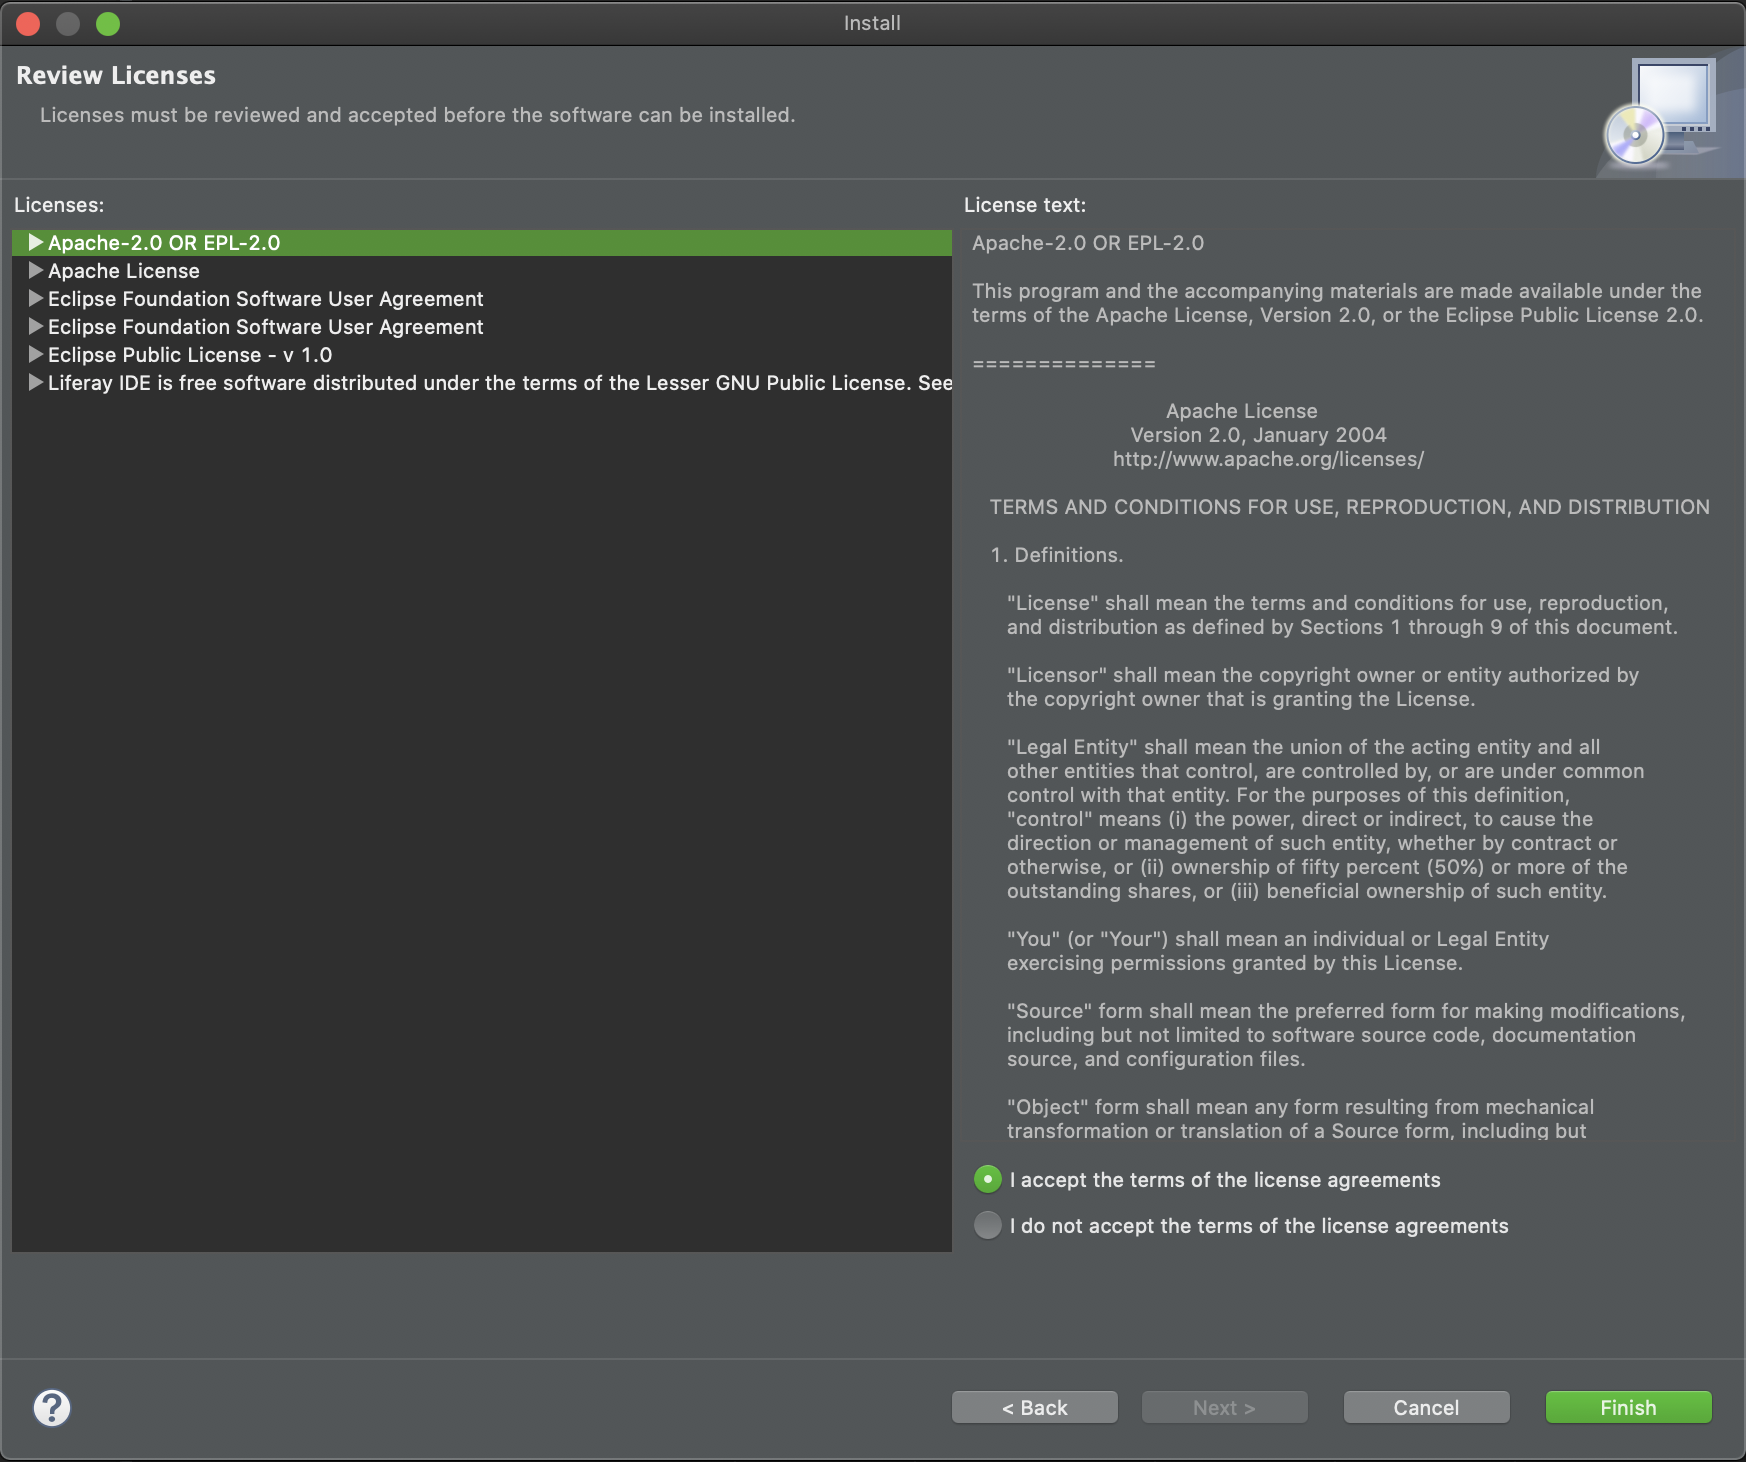 Install
Review Licenses
Licenses must be reviewed and accepted before the software can be installed.
Licenses:
Apache-2.0 OR EPL-2.0
Apache License
Eclipse Foundation Software User Agreement
Eclipse Foundation Software User Agreement
Eclipse Public License - v 1.0
Liferay IDE is free software distributed under the terms of the Lesser GNU Public License. See
License text:
Apache-2.0 OR EPL-2.0
This program and the accompanying materials are made available under the
terms of the Apache License, Version 2.0, or the Eclipse Public License 2.0.
==============
Apache License
Version 2.0, January 2004
http://www.apache.org/licenses/
TERMS AND CONDITIONS FOR USE, REPRODUCTION, AND DISTRIBUTION
1. Definitions.
"License" shall mean the terms and conditions for use, reproduction,
and distribution as defined by Sections 1 through 9 of this document.
"Licensor" shall mean the copyright owner or entity authorized by
the copyright owner that is granting the License.
"Legal Entity" shall mean the union of the acting entity and all
other entities that control, are controlled by, or are under common
control with that entity. For the purposes of this definition,
"control" means (i) the power, direct or indirect, to cause the
direction or management of such entity, whether by contract or
otherwise, or (ii) ownership of fifty percent (50%) or more of the
outstanding shares, or (iii) beneficial ownership of such entity.
"You" (or "Your") shall mean an individual or Legal Entity
exercising permissions granted by this License.
"Source" form shall mean the preferred form for making modifications,
including but not limited to software source code, documentation
source, and configuration files.
"Object" form shall mean any form resulting from mechanical
transformation or translation of a Source form, including but
I accept the terms of the license agreements
I do not accept the terms of the license agreements
?
< Back
Next >
Cancel
Finish